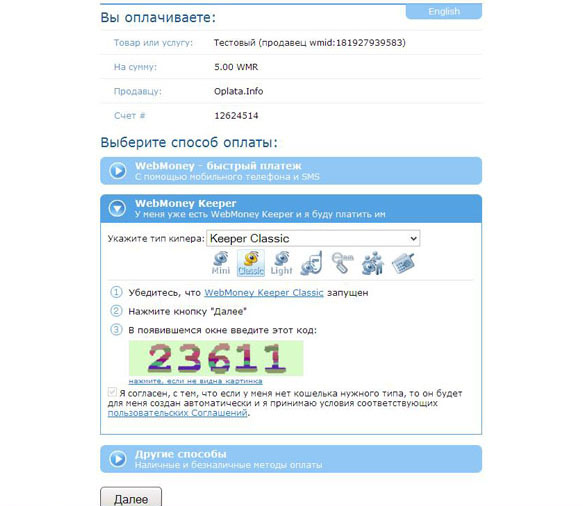 English
Вы оплачиваете:
Товар или услугу: Тестовый (продавец wmid:181927939583)
На сумму: 5.00 WMR
Продавцу: Oplata.Info
Счет # 12624514
Выберите способ оплаты:
WebMoney - быстрый платеж
С помощью мобильного телефона и SMS
WebMoney Keeper
У меня уже есть WebMoney Keeper и я буду платить им
Укажите тип кипера: Keeper Classic
Mini Classic Light
1 Убедитесь, что WebMoney Keeper Classic запущен
2 Нажмите кнопку "Далее"
3 В появившемся окне введите этот код:
23611
нажмите, если не видна картинка
Я согласен, с тем, что если у меня нет кошелька нужного типа, то он будет
для меня создан автоматически и я принимаю условия соответствующих
пользовательских Соглашений.
Другие способы
Наличные и безналичные методы оплаты
Далее